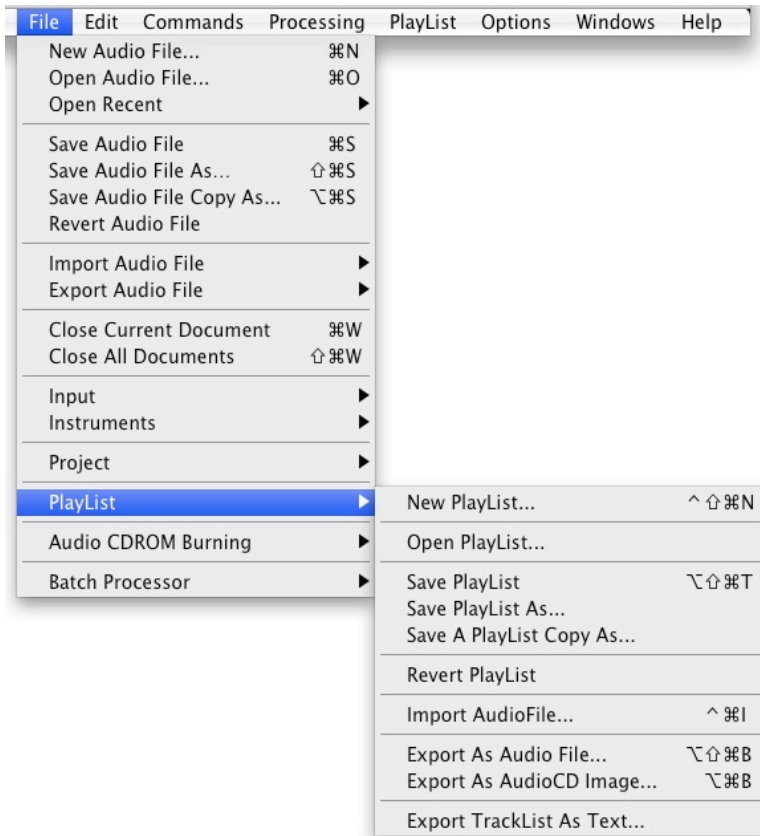 File Edit Commands Processing PlayList Options Windows Help
New Audio File... ⌘N
Open Audio File... ⌘O
Open Recent ▶
Save Audio File ⌘S
Save Audio File As... ⇧⌘S
Save Audio File Copy As... ⌥⌘S
Revert Audio File
Import Audio File ▶
Export Audio File ▶
Close Current Document ⌘W
Close All Documents ⇧⌘W
Input ▶
Instruments ▶
Project ▶
PlayList ▶
Audio CDROM Burning ▶
Batch Processor ▶
New PlayList... ^⇧⌘N
Open PlayList...
Save PlayList ⌥⇧⌘T
Save PlayList As...
Save A PlayList Copy As...
Revert PlayList
Import AudioFile... ^⌘I
Export As Audio File... ⌥⇧⌘B
Export As AudioCD Image... ⌥⌘B
Export TrackList As Text...